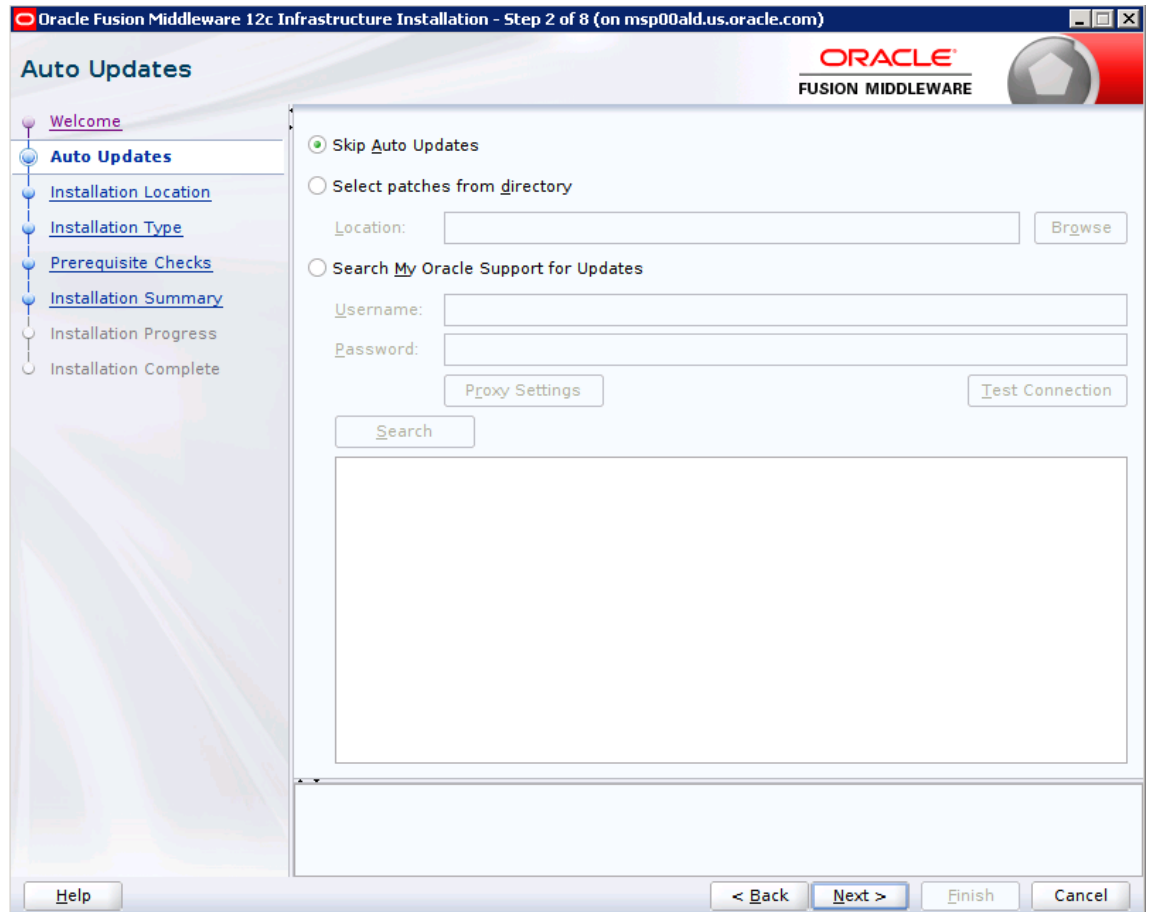 Oracle Fusion Middleware 12c Infrastructure Installation - Step 2 of 8 (on msp00ald.us.oracle.com)
Auto Updates
ORACLE
FUSION MIDDLEWARE
Welcome
Auto Updates
Installation Location
Installation Type
Prerequisite Checks
Installation Summary
Installation Progress
Installation Complete
Skip Auto Updates
Select patches from directory
Location:
Browse
Search My Oracle Support for Updates
Username:
Password:
Proxy Settings
Test Connection
Search
Help
< Back
Next >
Finish
Cancel